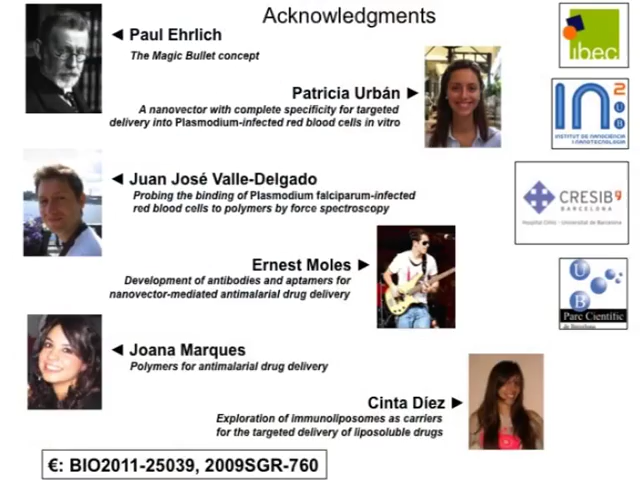 Acknowledgments
◄ Paul Ehrlich
The Magic Bullet concept
ibec
Patricia Urbán ►
A nanovector with complete specificity for targeted
delivery into Plasmodium-infected red blood cells in vitro
IN²
UB
INSTITUT DE NANOCIÈNCIA
I NANOTECNOLOGIA
◄ Juan José Valle-Delgado
Probing the binding of Plasmodium falciparum-infected
red blood cells to polymers by force spectroscopy
CRESIB
BARCELONA
Hospital Clínic - Universitat de Barcelona
Ernest Moles ►
Development of antibodies and aptamers for
nanovector-mediated antimalarial drug delivery
U
B
Parc Científic
de Barcelona
◄ Joana Marques
Polymers for antimalarial drug delivery
Cinta Díez ►
Exploration of immunoliposomes as carriers
for the targeted delivery of liposoluble drugs
€: BIO2011-25039, 2009SGR-760